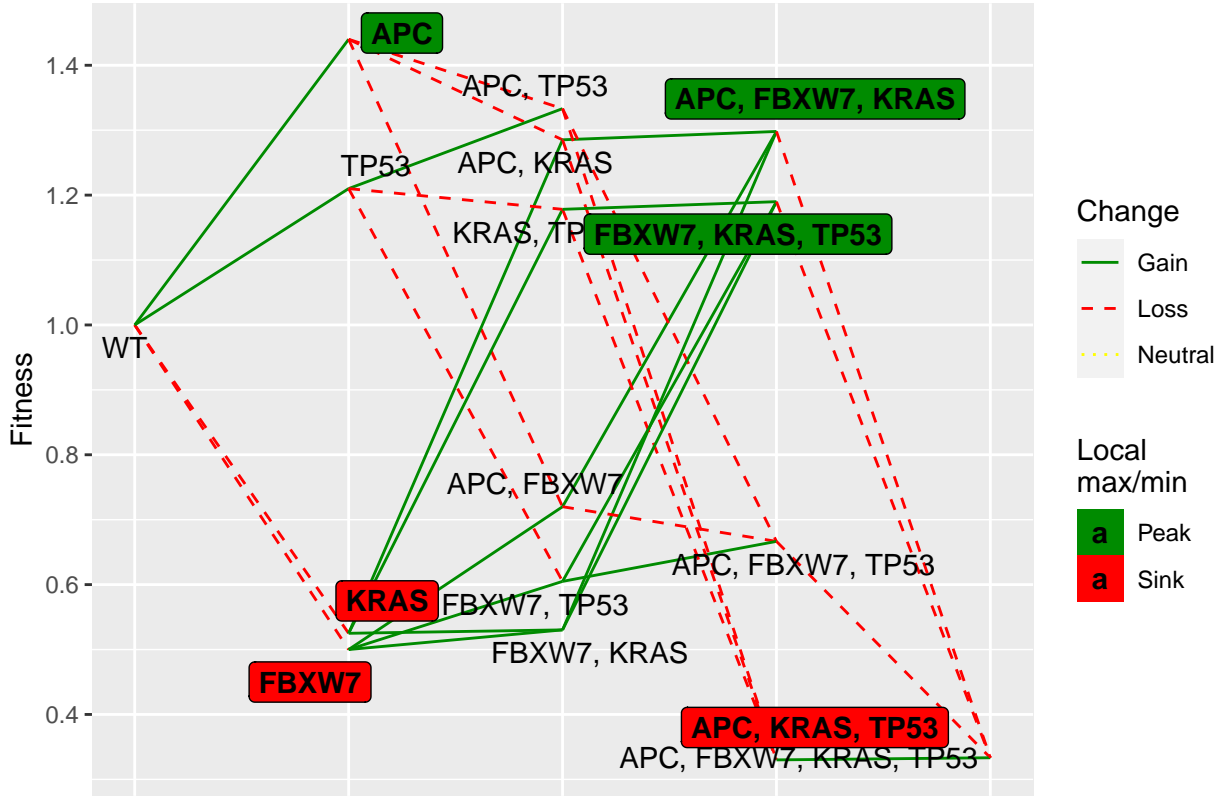 APC
1.4
APC, TP53
APC, FBXW7, KRAS
TP53
APC, KRAS
1.2
KRAS, TP
FBXW7, KRAS, TP53
Change
Gain
Loss
Neutral
1.0
WT
Fitness
0.8
APC, FBXW7
Local
max/min
a Peak
a Sink
APC, FBXW7, TP53
0.6
KRAS
FBXW7, TP53
FBXW7, KRAS
FBXW7
0.4
APC, KRAS, TP53
APC, FBXW7, KRAS, TP53